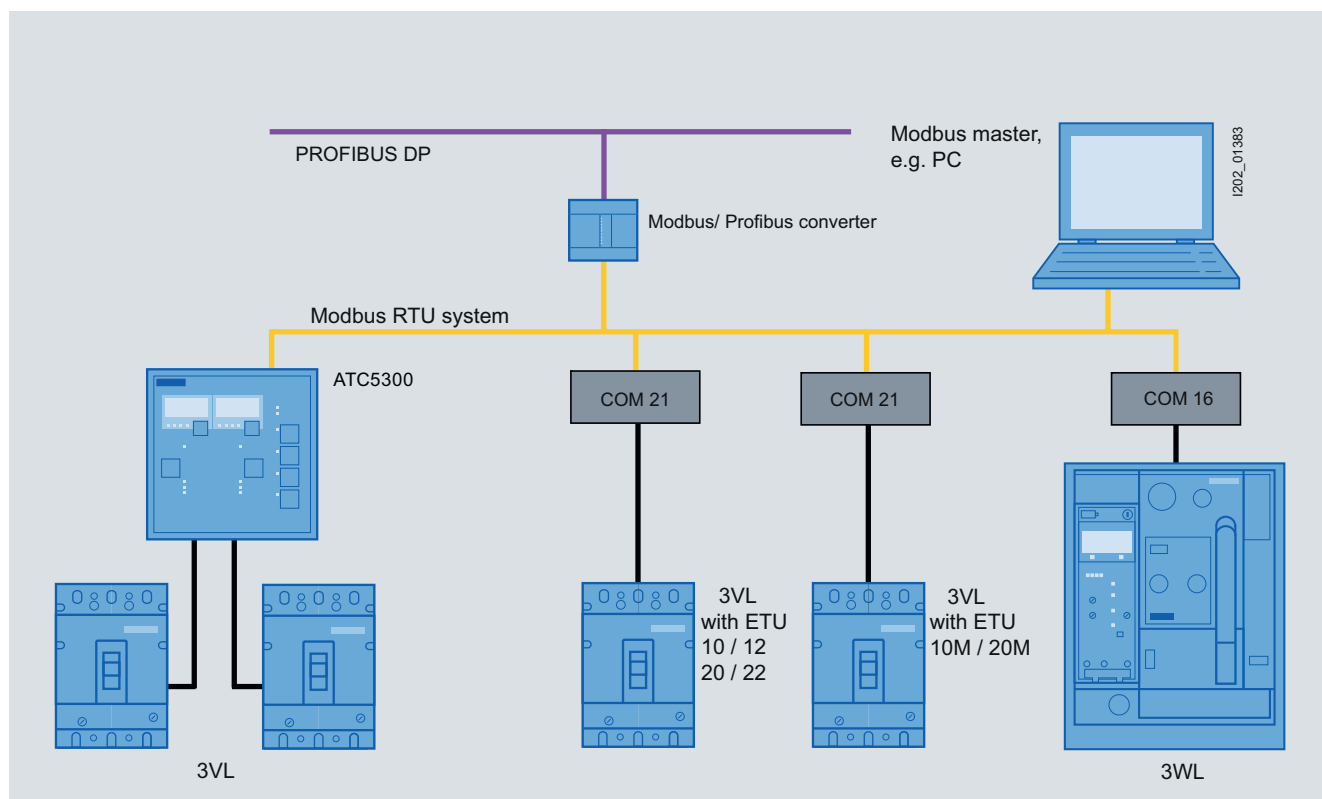 PROFIBUS DP
Modbus master,
e.g. PC
I202_01383
Modbus/ Profibus converter
Modbus RTU system
ATC5300
COM 21
COM 21
COM 16
3VL
with ETU
10 / 12
20 / 22
3VL
with ETU
10M / 20M
3VL
3WL